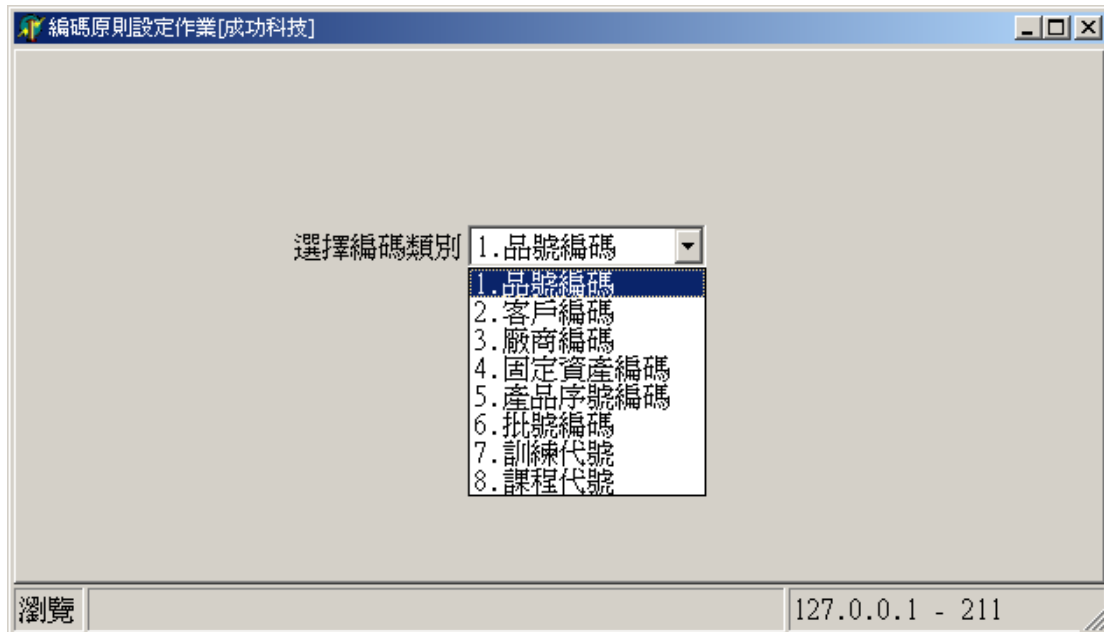 編碼原則設定作業[成功科技]
選擇編碼類別 1.品號編碼
1.品號編碼
2.客戶編碼
3.廠商編碼
4.固定資產編碼
5.產品序號編碼
6.批號編碼
7.訓練代號
8.課程代號
瀏覽 127.0.0.1 - 211